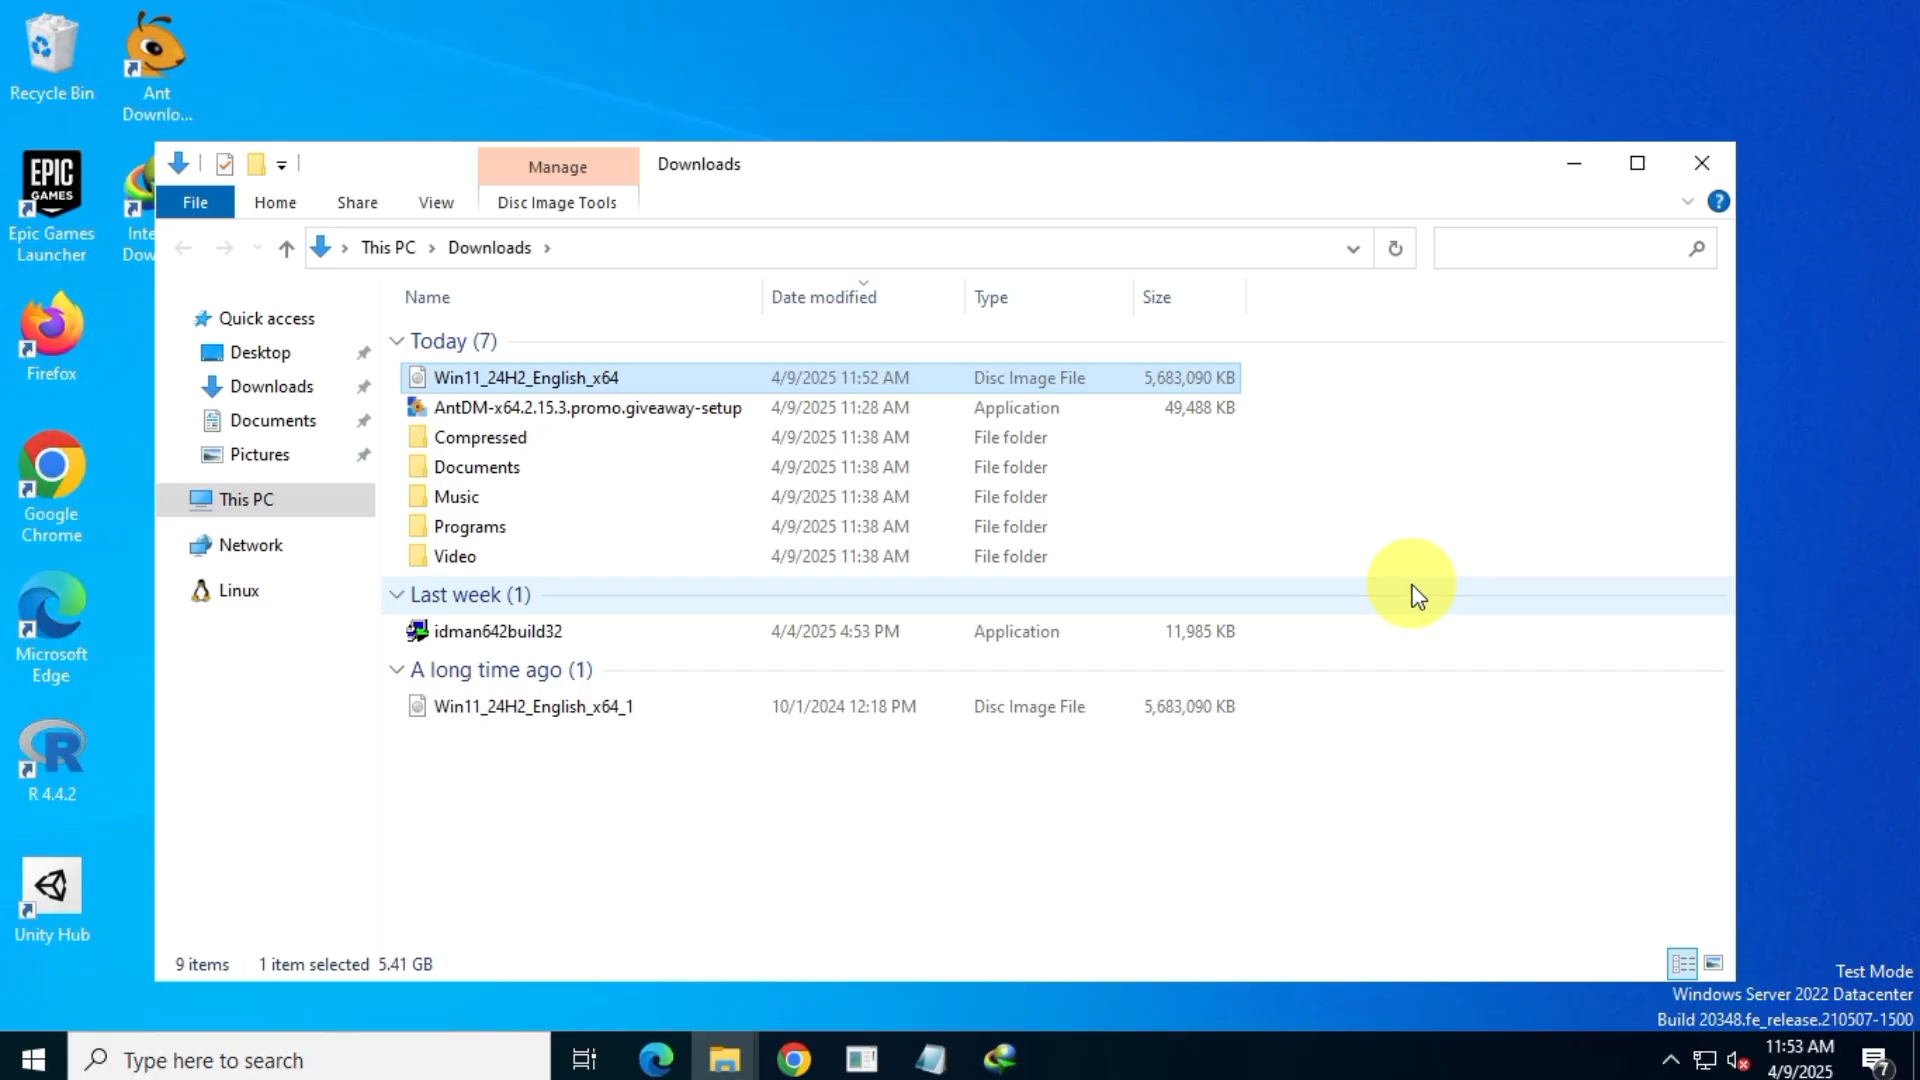 Recycle Bin
Ant
Downlo...
EPIC
GAMES
Epic Games
Launcher
Inte
Dow
Firefox
Google
Chrome
Microsoft
Edge
R 4.4.2
Unity Hub
Manage
Downloads
File
Home
Share
View
Disc Image Tools
This PC
Downloads
Name
Date modified
Type
Size
Quick access
Desktop
Downloads
Documents
Pictures
This PC
Network
Linux
Today (7)
Win11_24H2_English_x64 4/9/2025 11:52 AM Disc Image File 5,683,090 KB
AntDM-x64.2.15.3.promo.giveaway-setup 4/9/2025 11:28 AM Application 49,488 KB
Compressed 4/9/2025 11:38 AM File folder
Documents 4/9/2025 11:38 AM File folder
Music 4/9/2025 11:38 AM File folder
Programs 4/9/2025 11:38 AM File folder
Video 4/9/2025 11:38 AM File folder
Last week (1)
idman642build32 4/4/2025 4:53 PM Application 11,985 KB
A long time ago (1)
Win11_24H2_English_x64_1 10/1/2024 12:18 PM Disc Image File 5,683,090 KB
9 items 1 item selected 5.41 GB
Test Mode
Windows Server 2022 Datacenter
Build 20348.fe_release.210507-1500
Type here to search
11:53 AM
4/9/2025
7